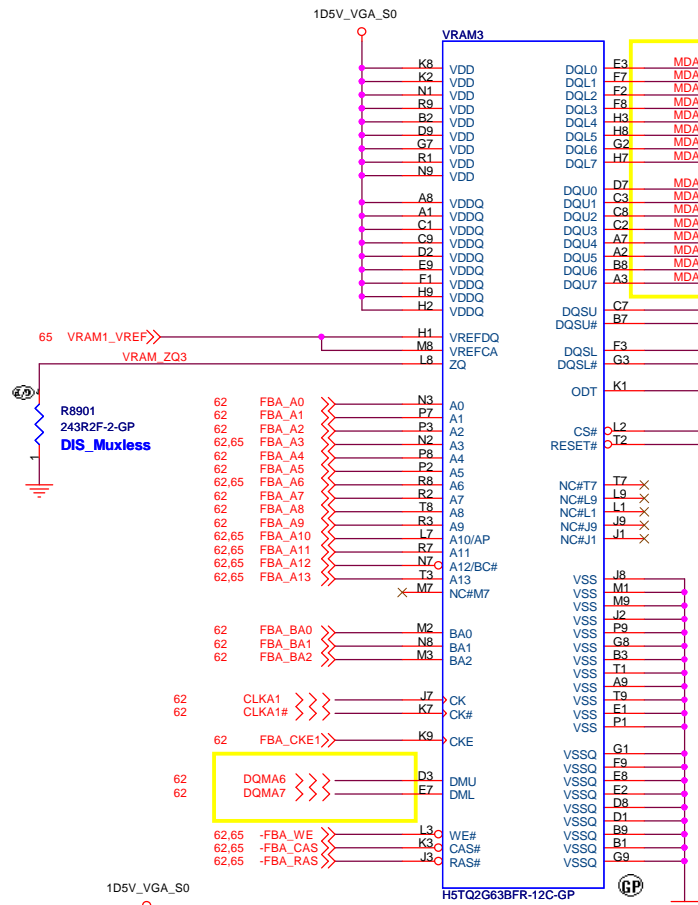 1D5V_VGA_S0
VRAM3
K8 VDD DQL0 E3 MDA
K2 VDD DQL1 F7 MDA
N1 VDD DQL2 F2 MDA
R9 VDD DQL3 F8 MDA
B2 VDD DQL4 H3 MDA
D9 VDD DQL5 H8 MDA
G7 VDD DQL6 G2 MDA
R1 VDD DQL7 H7 MDA
N9 VDD
A8 VDDQ DQU0 D7 MDA
A1 VDDQ DQU1 C3 MDA
C1 VDDQ DQU2 C8 MDA
C9 VDDQ DQU3 C2 MDA
D2 VDDQ DQU4 A7 MDA
E9 VDDQ DQU5 A2 MDA
F1 VDDQ DQU6 B8 MDA
H9 VDDQ DQU7 A3 MDA
H2 VDDQ
DQSU C7
DQSU# B7
65 VRAM1_VREF H1 VREFDQ
M8 VREFCA DQSL F3
VRAM_ZQ3 L8 ZQ DQSL# G3
ODT K1
R8901
243R2F-2-GP
DIS_Muxless
1
62 FBA_A0 N3 A0
62 FBA_A1 P7 A1
62 FBA_A2 P3 A2 CS# L2
62,65 FBA_A3 N2 A3 RESET# T2
62 FBA_A4 P8 A4
62 FBA_A5 P2 A5
62,65 FBA_A6 R8 A6 NC#T7 T7
62 FBA_A7 R2 A7 NC#L9 L9
62 FBA_A8 T8 A8 NC#L1 L1
62 FBA_A9 R3 A9 NC#J9 J9
62,65 FBA_A10 L7 A10/AP NC#J1 J1
62,65 FBA_A11 R7 A11
62,65 FBA_A12 N7 A12/BC#
62,65 FBA_A13 T3 A13 VSS J8
M7 NC#M7 VSS M1
VSS M9
VSS J2
62 FBA_BA0 M2 BA0 VSS P9
62 FBA_BA1 N8 BA1 VSS G8
62 FBA_BA2 M3 BA2 VSS B3
VSS T1
VSS A9
62 CLKA1 J7 CK VSS T9
62 CLKA1# K7 CK# VSS E1
VSS P1
62 FBA_CKE1 K9 CKE
VSSQ G1
VSSQ F9
62 DQMA6 D3 DMU VSSQ E8
62 DQMA7 E7 DML VSSQ E2
VSSQ D8
VSSQ D1
62,65 -FBA_WE L3 WE# VSSQ B9
62,65 -FBA_CAS K3 CAS# VSSQ B1
62,65 -FBA_RAS J3 RAS# VSSQ G9
1D5V_VGA_S0
H5TQ2G63BFR-12C-GP
GP